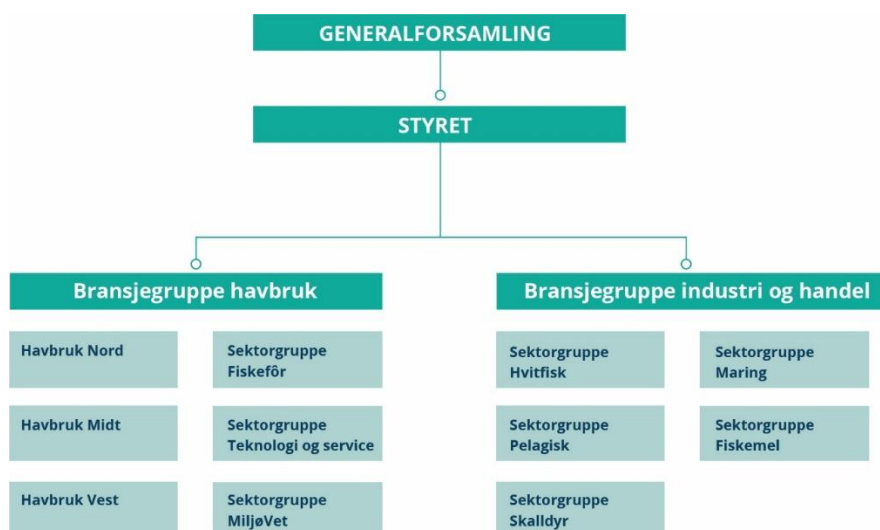 GENERALFORSAMLING
STYRET
Bransjegruppe havbruk
Bransjegruppe industri og handel
Havbruk Nord
Sektorgruppe
Fiskefôr
Sektorgruppe
Hvitfisk
Sektorgruppe
Maring
Havbruk Midt
Sektorgruppe
Teknologi og service
Sektorgruppe
Pelagisk
Sektorgruppe
Fiskemel
Havbruk Vest
Sektorgruppe
MiljøVet
Sektorgruppe
Skalldyr